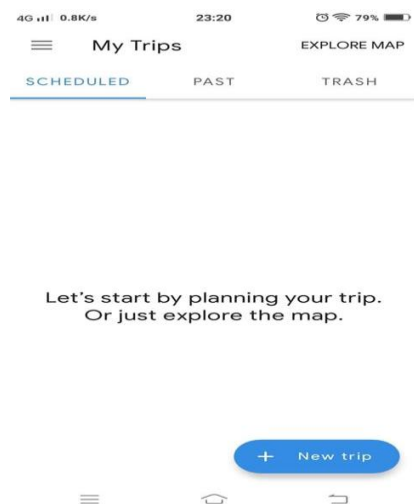 4G 0.8K/s 23:20 79%
My Trips EXPLORE MAP
SCHEDULED PAST TRASH
Let's start by planning your trip.
Or just explore the map.
+ New trip